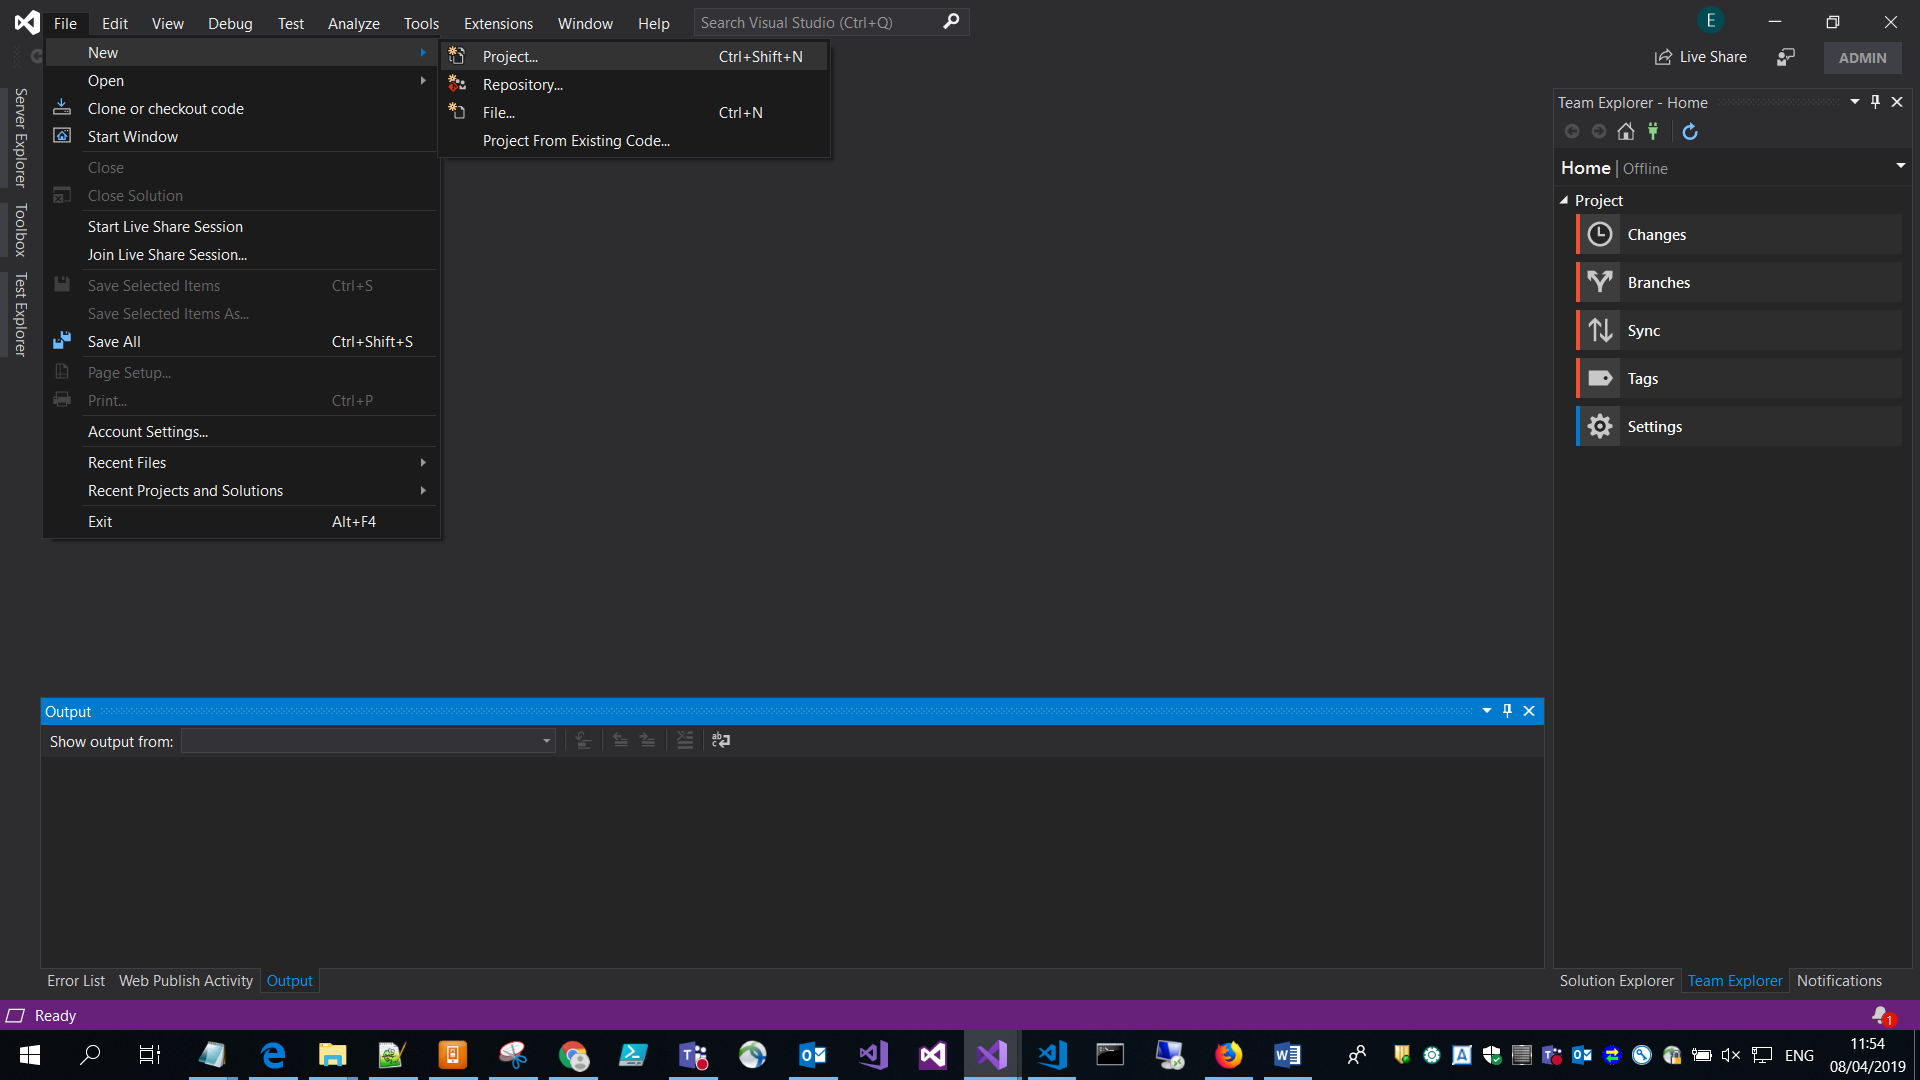 File Edit View Debug Test Analyze Tools Extensions Window Help Search Visual Studio (Ctrl+Q) E
Live Share ADMIN
New
Open
Clone or checkout code
Start Window
Close
Close Solution
Start Live Share Session
Join Live Share Session...
Save Selected Items Ctrl+S
Save Selected Items As...
Save All Ctrl+Shift+S
Page Setup...
Print... Ctrl+P
Account Settings...
Recent Files
Recent Projects and Solutions
Exit Alt+F4
Project... Ctrl+Shift+N
Repository...
File... Ctrl+N
Project From Existing Code...
Server Explorer
Toolbox
Test Explorer
Team Explorer - Home
Home | Offline
Project
Changes
Branches
Sync
Tags
Settings
Output
Show output from:
Error List Web Publish Activity Output
Solution Explorer Team Explorer Notifications
Ready
1
ENG
11:54
08/04/2019